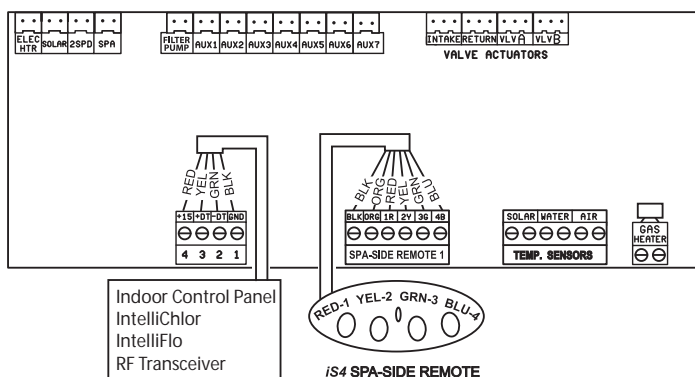 ELEC HTR SOLAR 2SPD SPA
FILTER PUMP AUX1 AUX2 AUX3 AUX4 AUX5 AUX6 AUX7
INTAKE RETURN VLVA VLVB
VALVE ACTUATORS
RED YEL GRN BLK
BLK ORG RED YEL GRN BLU
+15 +DT -DT GND
4 3 2 1
BLK ORG 1R 2Y 3G 4B
SPA-SIDE REMOTE 1
SOLAR WATER AIR
TEMP. SENSORS
GAS HEATER
Indoor Control Panel
IntelliChlor
IntelliFlo
RF Transceiver
RED-1 YEL-2 GRN-3 BLU-4
iS4 SPA-SIDE REMOTE